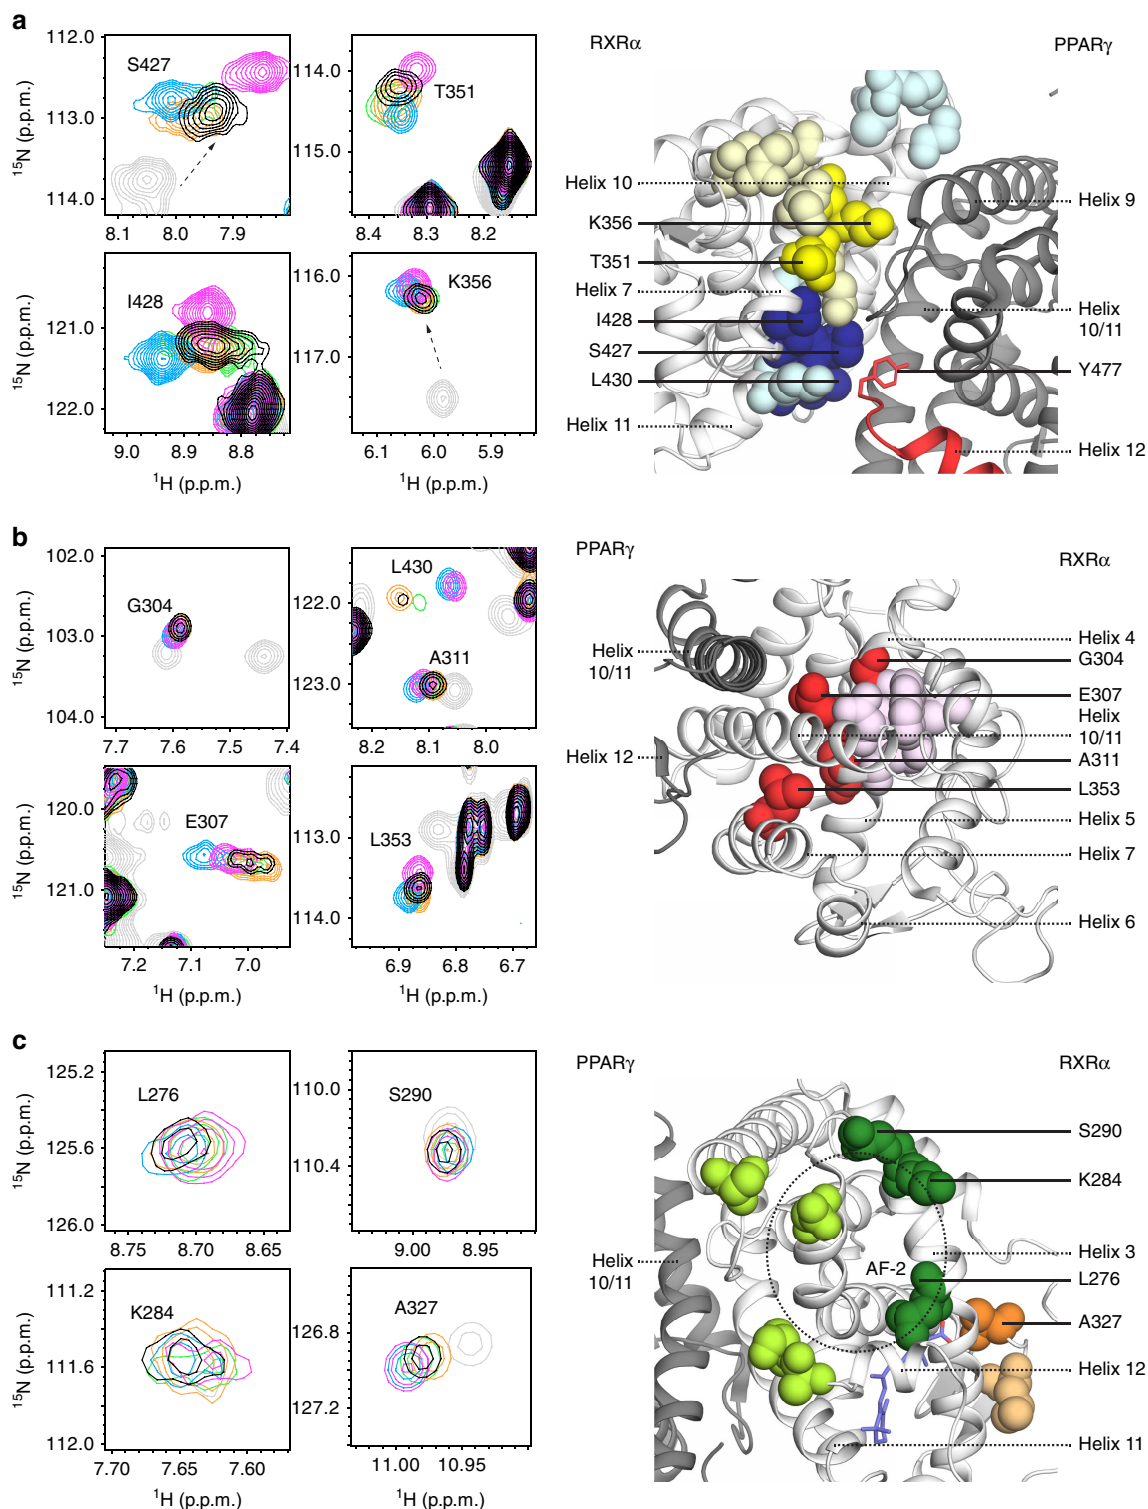 a
RXRα
PPARγ
112.0
113.0
114.0
¹⁵N (p.p.m.)
S427
8.1 8.0 7.9
114.0
115.0
T351
8.4 8.3 8.2
121.0
122.0
¹⁵N (p.p.m.)
I428
9.0 8.9 8.8
¹H (p.p.m.)
116.0
117.0
K356
6.1 6.0 5.9
¹H (p.p.m.)
Helix 10
K356
T351
Helix 7
I428
S427
L430
Helix 11
Helix 9
Helix
10/11
Y477
Helix 12
b
PPARγ
RXRα
102.0
103.0
104.0
¹⁵N (p.p.m.)
G304
7.7 7.6 7.5 7.4
122.0
123.0
L430
A311
8.2 8.1 8.0
120.0
121.0
¹⁵N (p.p.m.)
E307
7.2 7.1 7.0
¹H (p.p.m.)
113.0
114.0
L353
6.9 6.8 6.7
¹H (p.p.m.)
Helix
10/11
Helix 12
Helix 4
G304
E307
Helix
10/11
A311
L353
Helix 5
Helix 7
Helix 6
c
PPARγ
RXRα
125.2
125.6
126.0
¹⁵N (p.p.m.)
L276
8.75 8.70 8.65
110.0
110.4
S290
9.00 8.95
111.2
111.6
112.0
¹⁵N (p.p.m.)
K284
7.70 7.65 7.60
¹H (p.p.m.)
126.8
127.2
A327
11.00 10.95
¹H (p.p.m.)
Helix
10/11
AF-2
S290
K284
Helix 3
L276
A327
Helix 12
Helix 11